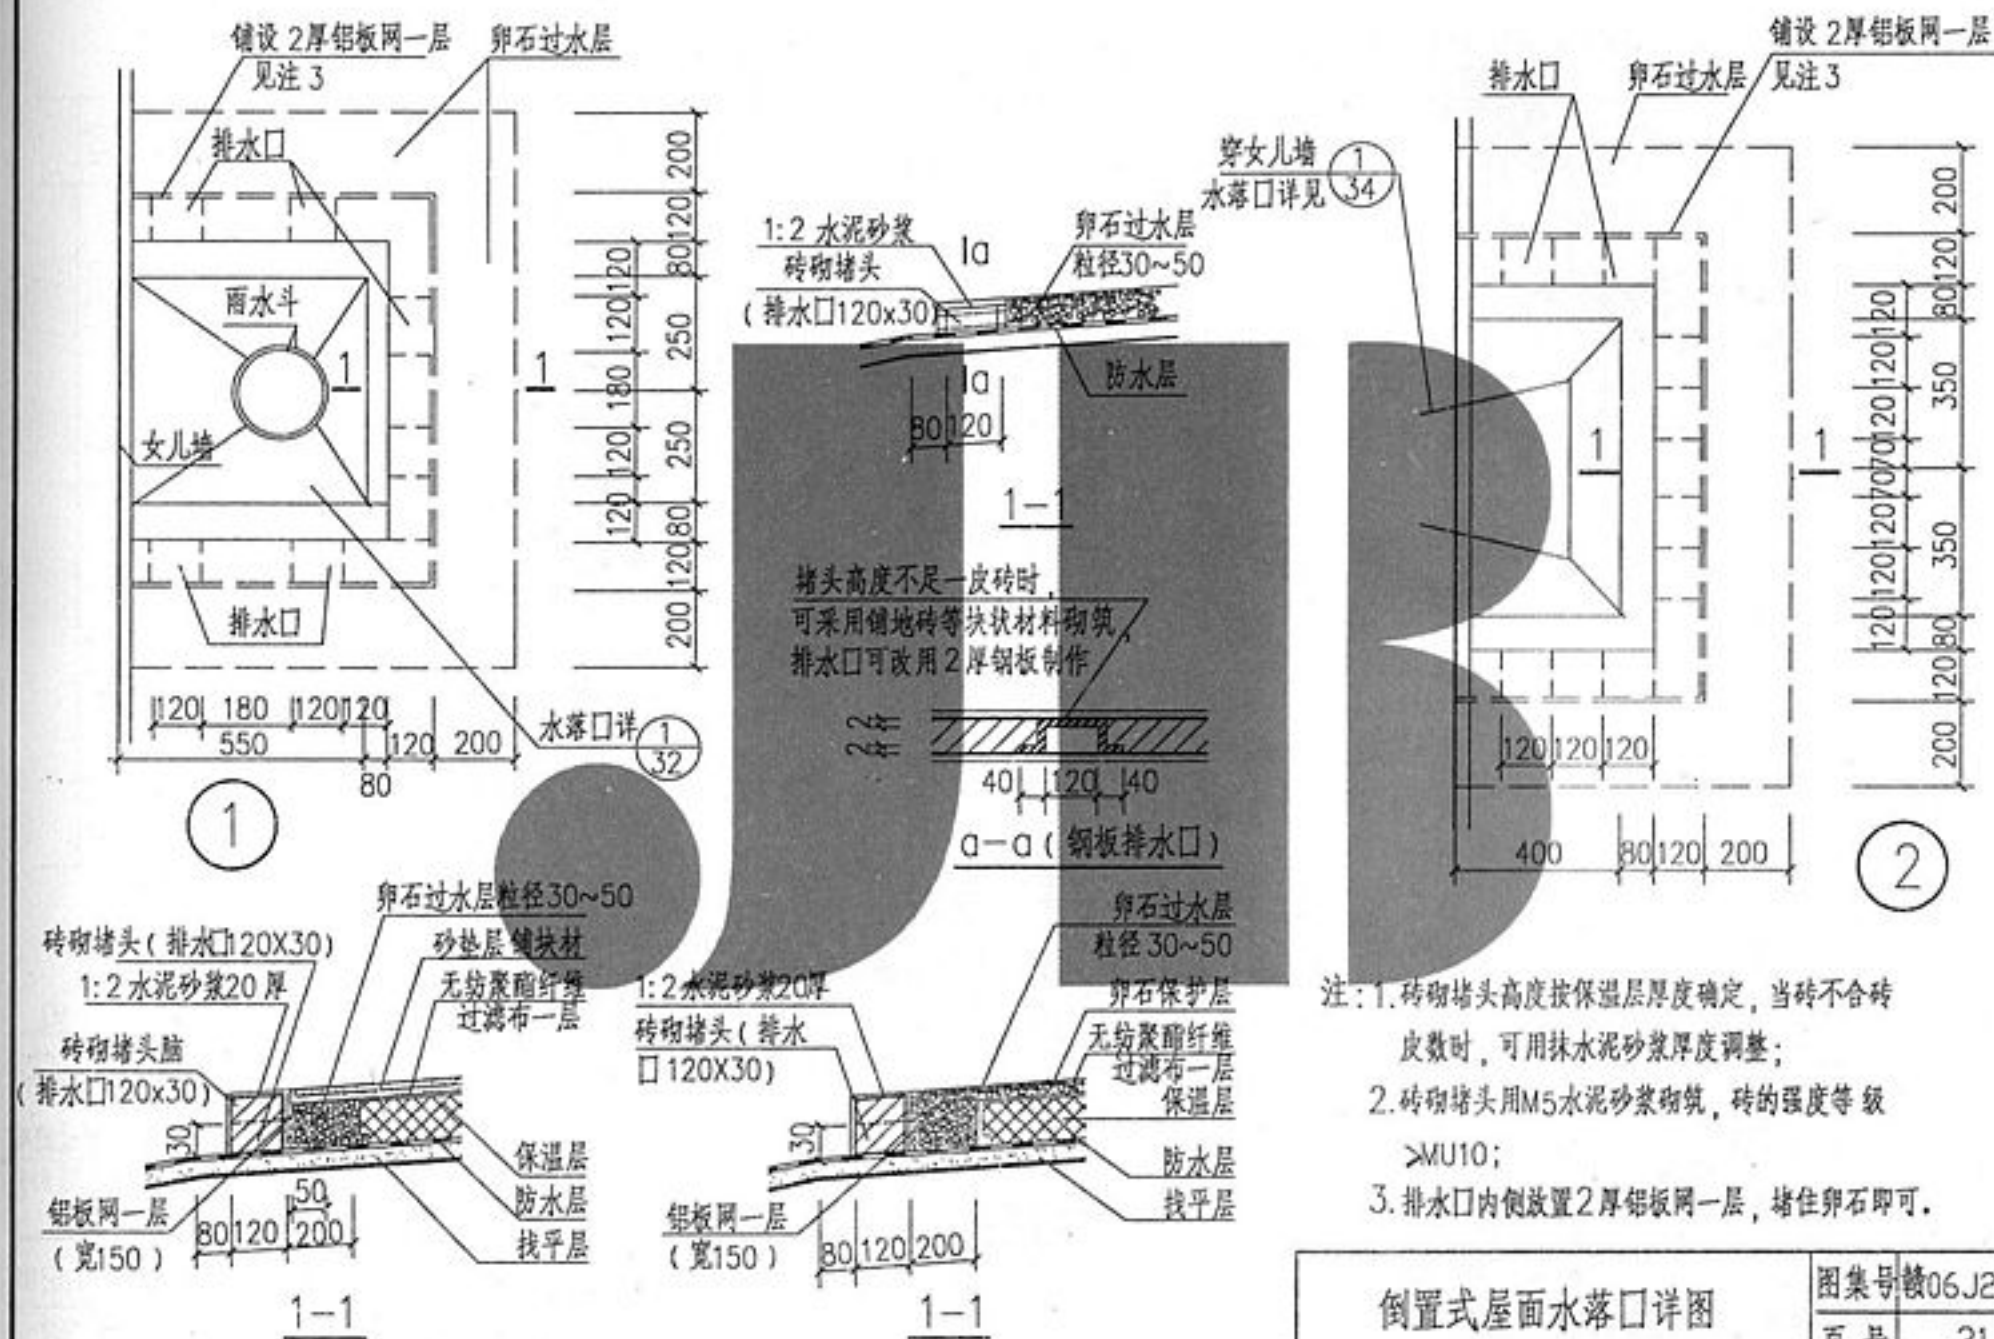 铺设 2厚铝板网一层
见注 3
卵石过水层
排水口
雨水斗
女儿墙
1
1
排水口
200
120
80
250
250
80
120
200
120
120
180
120
120
120 180 120 120
550 120 200
80
水落口详 1/32
1
1:2 水泥砂浆
砖砌堵头
(排水口120x30)
a
卵石过水层
粒径30~50
a
防水层
80 120
1-1
堵头高度不足一皮砖时,
可采用铺地砖等块状材料砌筑,
排水口可改用2厚钢板制作
2
2
40 120 40
a-a(钢板排水口)
穿女儿墙
水落口详见 1/34
排水口
卵石过水层
铺设 2厚铝板网一层
见注 3
1
1
200
120
80
350
350
80
120
200
120
120
120
70
70
120
120
120
120 120 120
400 80 120 200
2
卵石过水层粒径30~50
砖砌堵头(排水口120X30)
1:2 水泥砂浆20 厚
砂垫层铺块材
无纺聚酯纤维
过滤布一层
砖砌堵头脑
(排水口120x30)
30
保温层
防水层
找平层
铝板网一层
(宽150)
50
80 120 200
1-1
卵石过水层
粒径 30~50
1:2水泥砂浆20厚
砖砌堵头(排水
口120X30)
卵石保护层
无纺聚酯纤维
过滤布一层
保温层
30
防水层
找平层
铝板网一层
(宽150)
80 120 200
1-1
注:1.砖砌堵头高度按保温层厚度确定,当砖不合砖
皮数时,可用抹水泥砂浆厚度调整;
2.砖砌堵头用M5水泥砂浆砌筑,砖的强度等级
>MU10;
3.排水口内侧放置2厚铝板网一层,堵住卵石即可.
倒置式屋面水落口详图
图集号 赣06J2